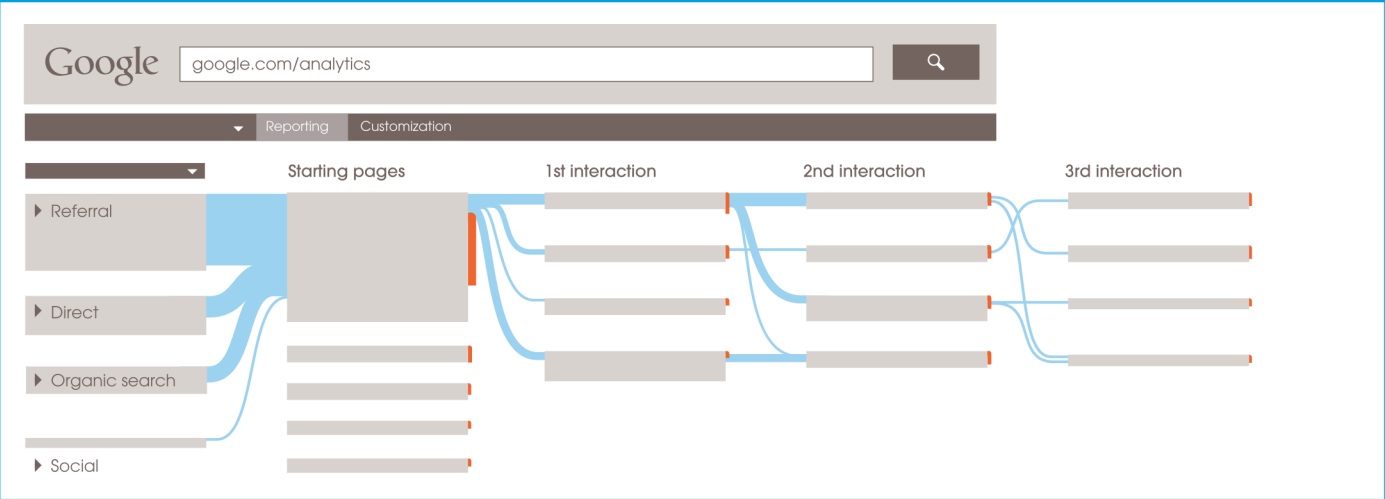 Google
google.com/analytics
Reporting Customization
Starting pages 1st interaction 2nd interaction 3rd interaction
Referral
Direct
Organic search
Social